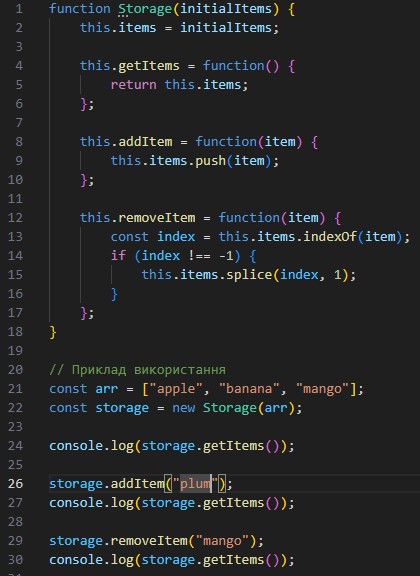 1 function Storage(initialItems) {
2     this.items = initialItems;
3
4     this.getItems = function() {
5         return this.items;
6     };
7
8     this.addItem = function(item) {
9         this.items.push(item);
10     };
11
12     this.removeItem = function(item) {
13         const index = this.items.indexOf(item);
14         if (index !== -1) {
15             this.items.splice(index, 1);
16         }
17     };
18 }
19
20 // Приклад використання
21 const arr = ["apple", "banana", "mango"];
22 const storage = new Storage(arr);
23
24 console.log(storage.getItems());
25
26 storage.addItem("plum");
27 console.log(storage.getItems());
28
29 storage.removeItem("mango");
30 console.log(storage.getItems());